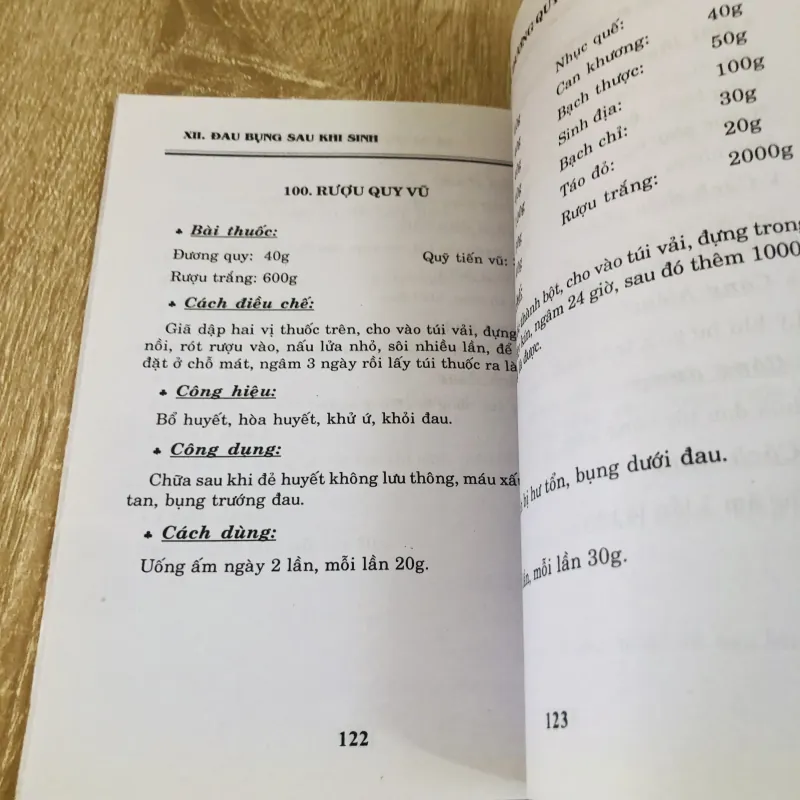 XII. ĐAU BỤNG SAU KHI SINH
100. RƯỢU QUY VŨ
♣ Bài thuốc:
Đương quy: 40g Quỹ tiến vũ:
Rượu trắng: 600g
♣ Cách điều chế:
Giã dập hai vị thuốc trên, cho vào túi vải, đựng
nồi, rót rượu vào, nấu lửa nhỏ, sôi nhiều lần, để
đặt ở chỗ mát, ngâm 3 ngày rồi lấy túi thuốc ra là
♣ Công hiệu:
Bổ huyết, hòa huyết, khử ứ, khỏi đau.
♣ Công dụng:
Chữa sau khi đẻ huyết không lưu thông, máu xấu
tan, bụng trướng đau.
♣ Cách dùng:
Uống ấm ngày 2 lần, mỗi lần 20g.
122
Nhục quế: 40g
Can khương: 50g
Bạch thược: 100g
Sinh địa: 30g
Bạch chỉ: 20g
Táo đỏ: 2000g
Rượu trắng:
thành bột, cho vào túi vải, đựng trong
kín, ngâm 24 giờ, sau đó thêm 1000
là được.
bị hư tổn, bụng dưới đau.
lần, mỗi lần 30g.
123